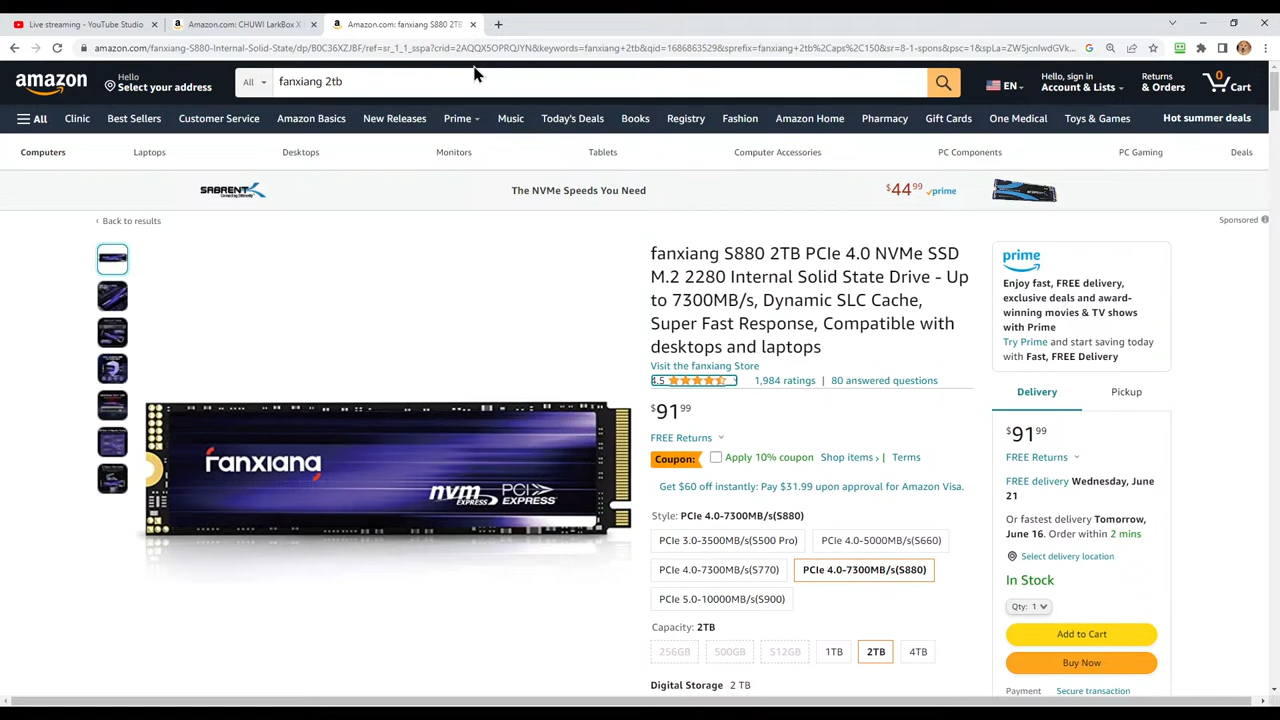 Live streaming - YouTube Studio
Amazon.com: CHUWI LarkBox X
Amazon.com: fanxiang S880 2TB
amazon.com/fanxiang-S880-Internal-Solid-State/dp/B0C36XZJBF/ref=sr_1_1_sspa?crid=2AQQX5OPRQJYN&keywords=fanxiang+2tb&qid=1686863529&sprefix=fanxiang+2tb%2Caps%2C150&sr=8-1-spons&psc=1&spLa=ZW5jcnlwdGVk...
amazon
Hello
Select your address
All
fanxiang 2tb
EN
Hello, sign in
Account & Lists
Returns
& Orders
0
Cart
All
Clinic
Best Sellers
Customer Service
Amazon Basics
New Releases
Prime
Music
Today's Deals
Books
Registry
Fashion
Amazon Home
Pharmacy
Gift Cards
One Medical
Toys & Games
Hot summer deals
Computers
Laptops
Desktops
Monitors
Tablets
Computer Accessories
PC Components
PC Gaming
Deals
SABRENT
The NVMe Speeds You Need
$44 99
prime
‹ Back to results
Sponsored
fanxiang S880 2TB PCIe 4.0 NVMe SSD
M.2 2280 Internal Solid State Drive - Up
to 7300MB/s, Dynamic SLC Cache,
Super Fast Response, Compatible with
desktops and laptops
Visit the fanxiang Store
4.5
1,984 ratings | 80 answered questions
$91 99
FREE Returns
Coupon:
Apply 10% coupon
Shop items › |
Terms
Get $60 off instantly: Pay $31.99 upon approval for Amazon Visa.
Style: PCIe 4.0-7300MB/s(S880)
PCIe 3.0-3500MB/s(S500 Pro)
PCIe 4.0-5000MB/s(S660)
PCIe 4.0-7300MB/s(S770)
PCIe 4.0-7300MB/s(S880)
PCIe 5.0-10000MB/s(S900)
Capacity: 2TB
256GB
500GB
512GB
1TB
2TB
4TB
Digital Storage 2 TB
fanxiang
nvm
EXPRESS
PCI
EXPRESS
prime
Enjoy fast, FREE delivery,
exclusive deals and award-
winning movies & TV shows
with Prime
Try Prime and start saving today
with Fast, FREE Delivery
Delivery
Pickup
$91 99
FREE Returns
FREE delivery Wednesday, June
21
Or fastest delivery Tomorrow,
June 16. Order within 2 mins
Select delivery location
In Stock
Qty: 1
Add to Cart
Buy Now
Payment
Secure transaction